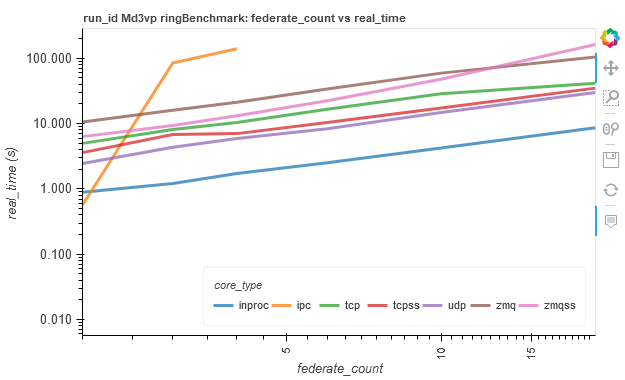 run_id Md3vp ringBenchmark: federate_count vs real_time
100.000
10.000
1.000
0.100
0.010
real_time (s)
core_type
inproc ipc tcp tcpss udp zmq zmqss
5 10 15
federate_count